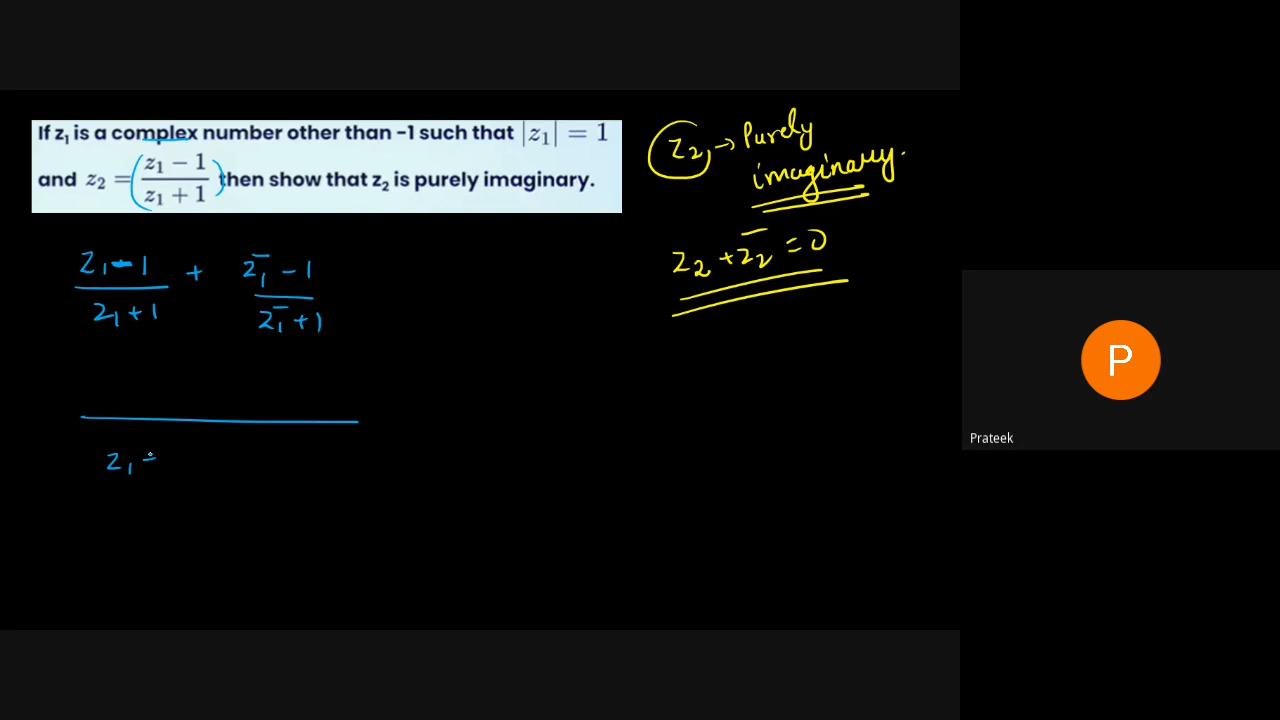 If z₁ is a complex number other than -1 such that |z₁| = 1
and z₂ = (z₁ − 1)/(z₁ + 1) then show that z₂ is purely imaginary.
z₂, → Purely
imaginary.
z₂ + z̄₂ = 0
(z₁ - 1)/(z₁ + 1) + (z̄₁ - 1)/(z̄₁ + 1)
z₁
P
Prateek